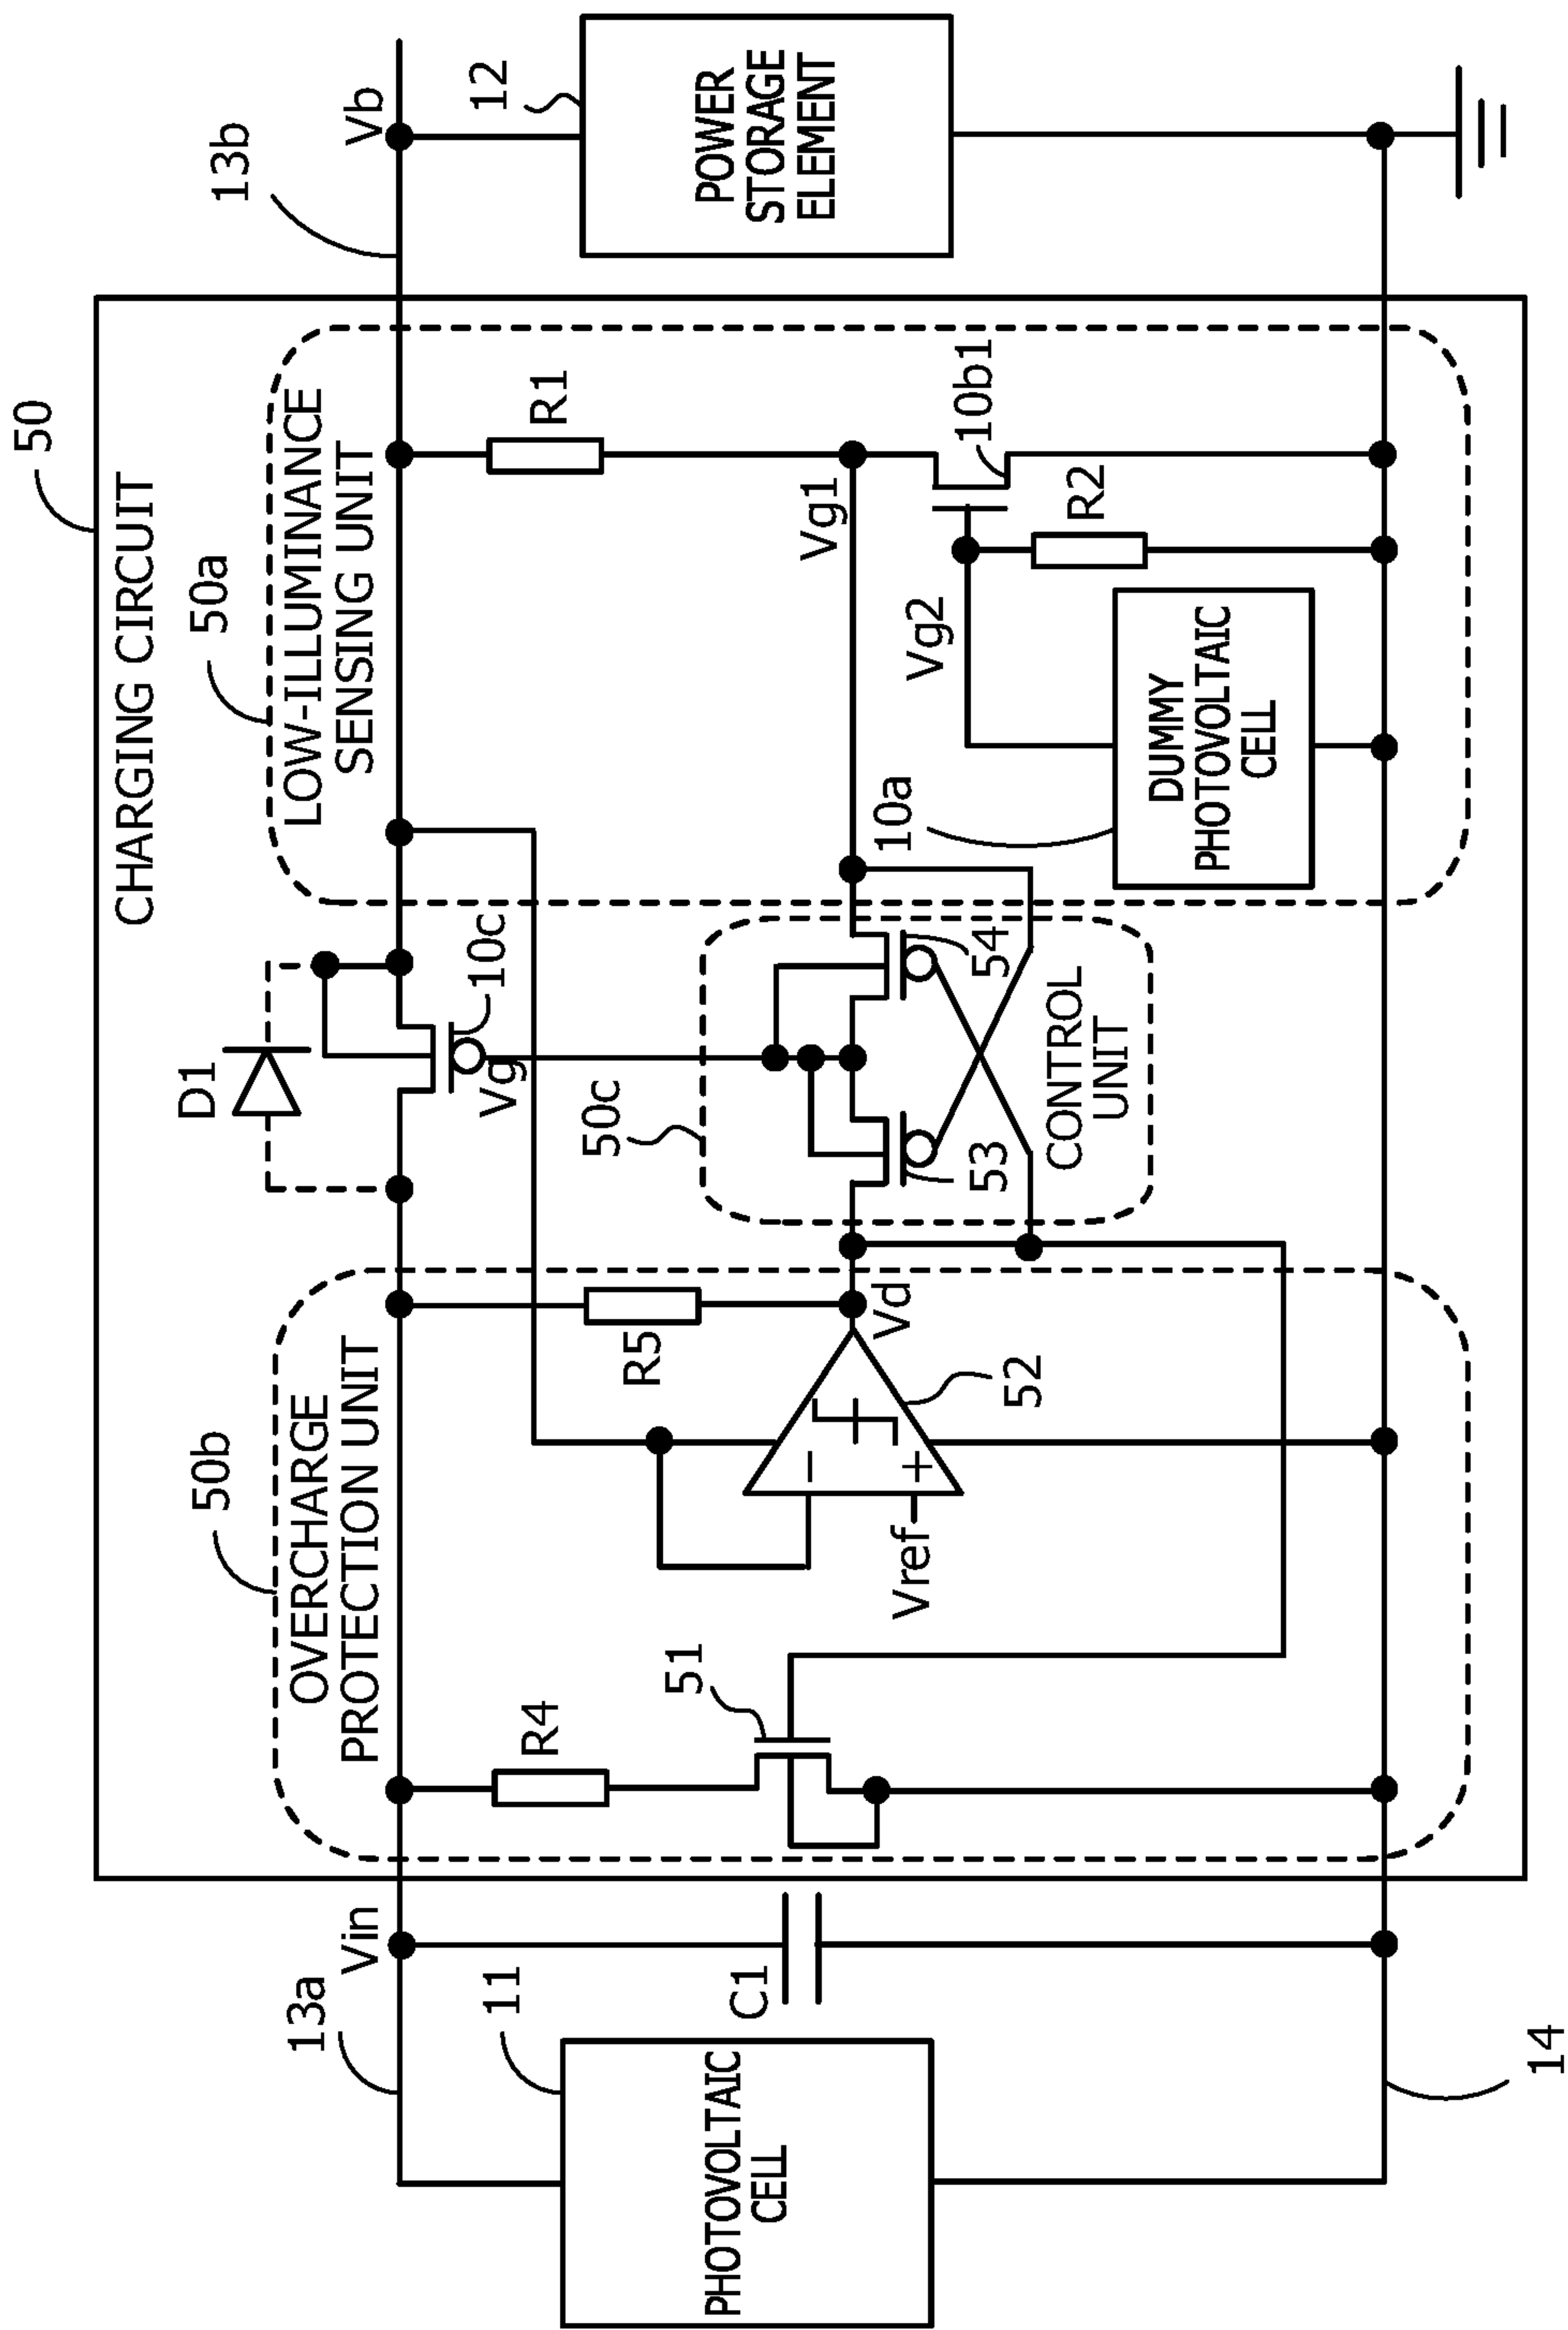 50
CHARGING CIRCUIT
50b
OVERCHARGE
PROTECTION UNIT
50a
LOW-ILLUMINANCE
SENSING UNIT
D1
13a
Vin
13b
Vb
11
PHOTOVOLTAIC
CELL
C1
R4
51
R5
Vref
−
+
Vd
52
Vg
10c
50c
53
54
CONTROL
UNIT
R1
Vg1
10b1
Vg2
R2
10a
DUMMY
PHOTOVOLTAIC
CELL
12
POWER
STORAGE
ELEMENT
14